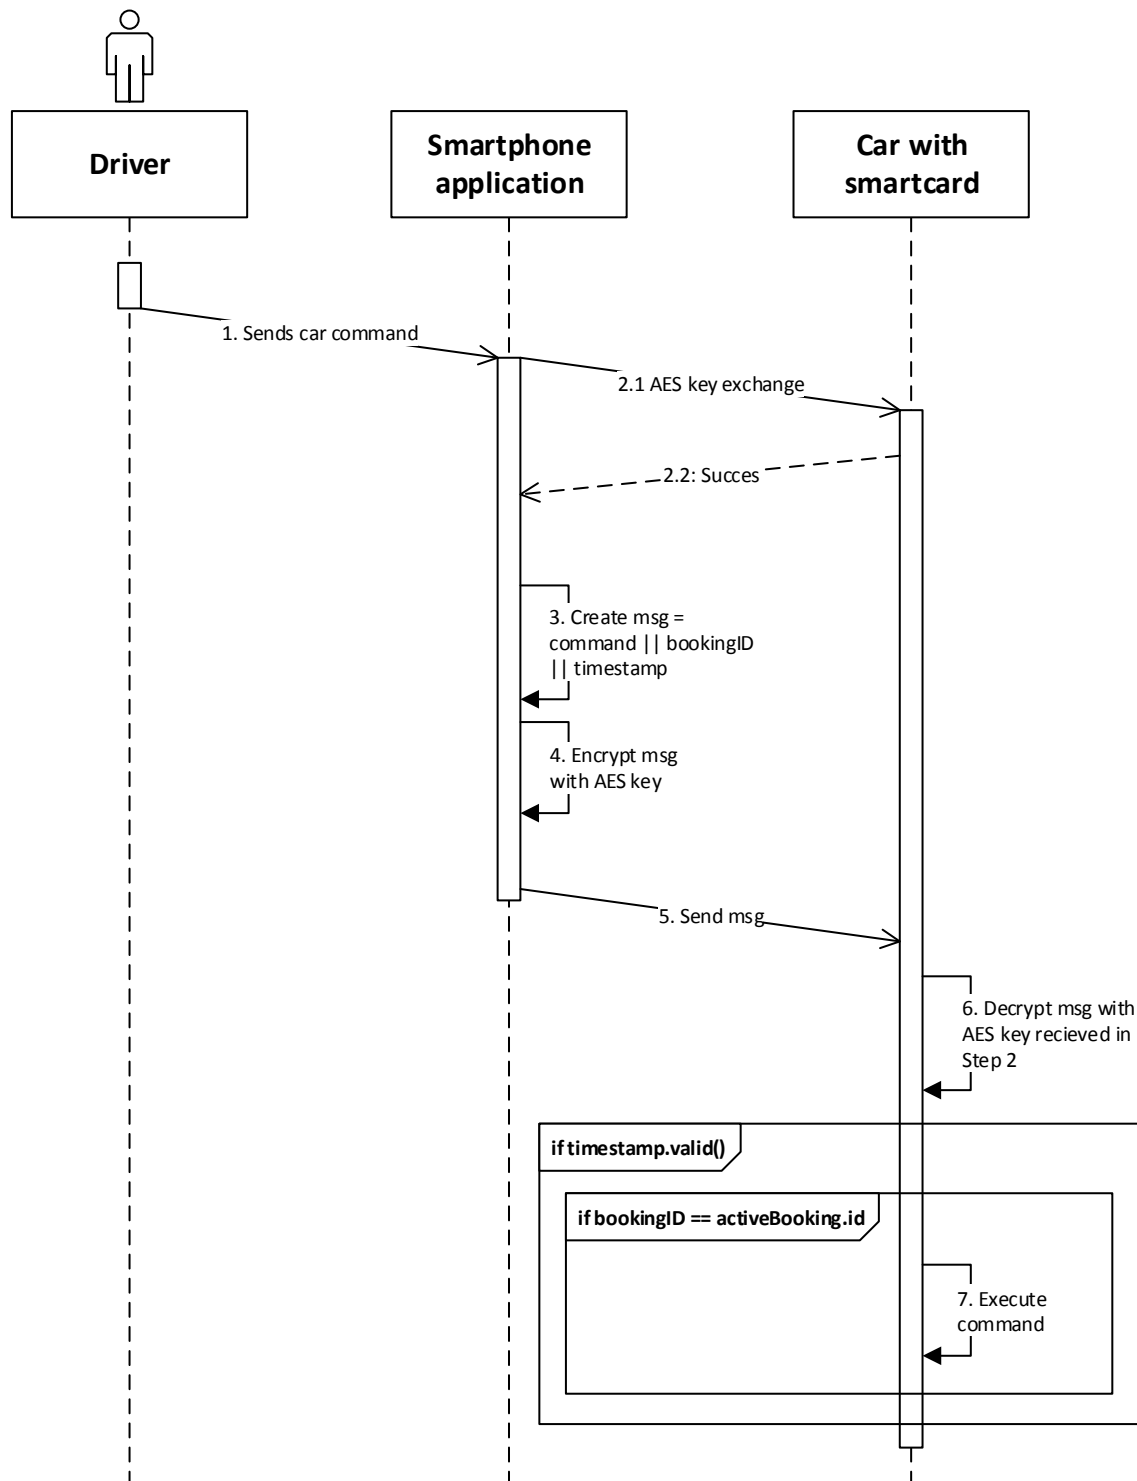 Driver
Smartphone
application
Car with
smartcard
1. Sends car command
2.1 AES key exchange
2.2: Succes
3. Create msg =
command || bookingID
|| timestamp
4. Encrypt msg
with AES key
5. Send msg
6. Decrypt msg with
AES key recieved in
Step 2
if timestamp.valid()
if bookingID == activeBooking.id
7. Execute
command